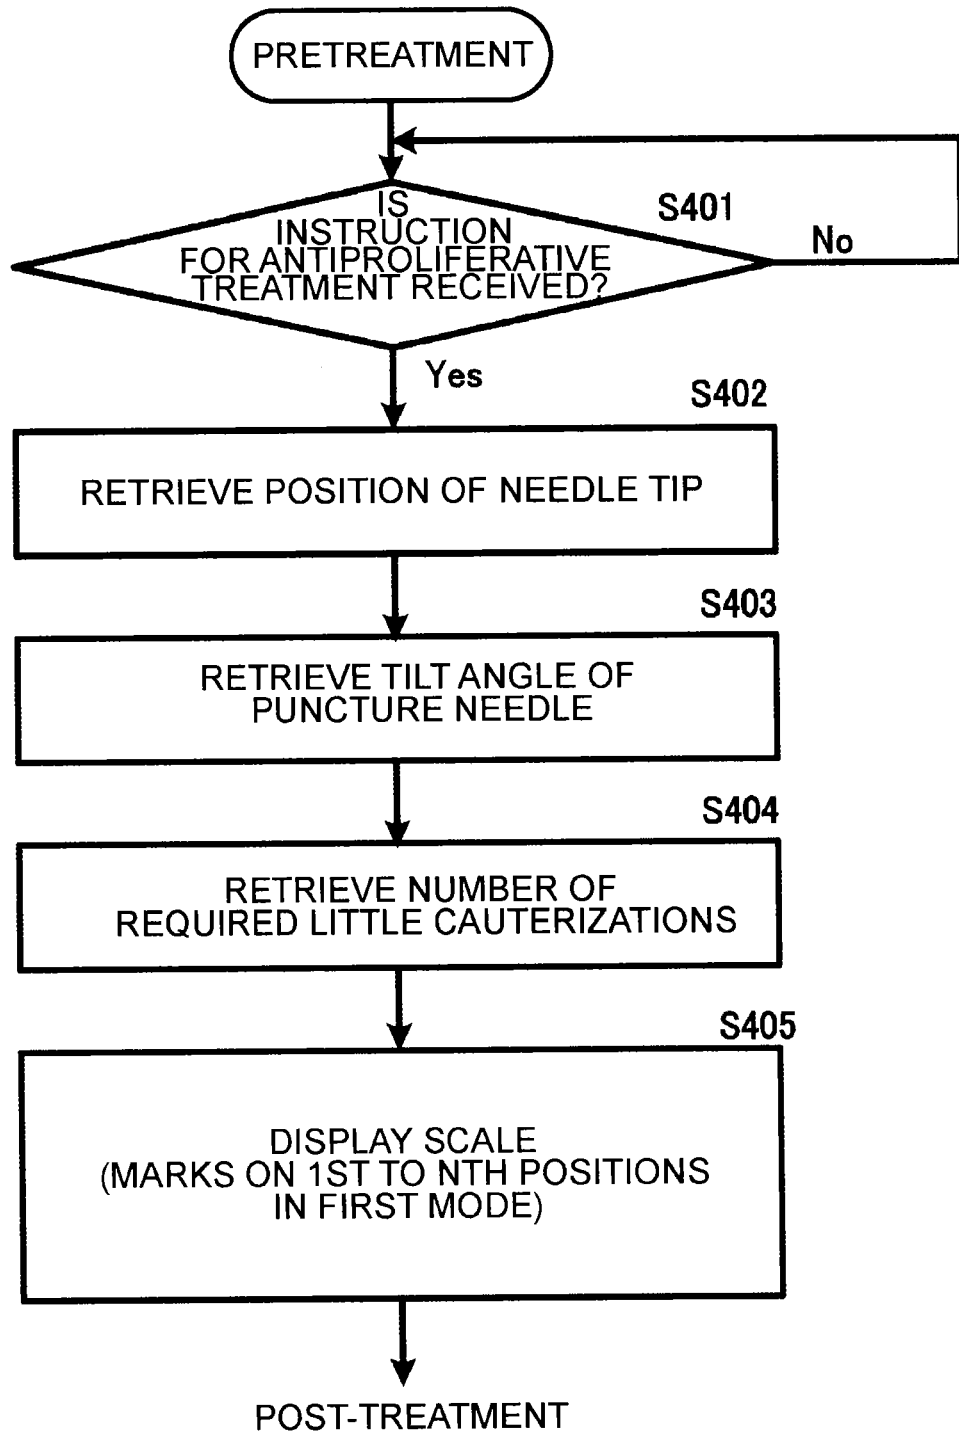 PRETREATMENT
IS
INSTRUCTION
FOR ANTIPROLIFERATIVE
TREATMENT RECEIVED?
S401
No
Yes
S402
RETRIEVE POSITION OF NEEDLE TIP
S403
RETRIEVE TILT ANGLE OF
PUNCTURE NEEDLE
S404
RETRIEVE NUMBER OF
REQUIRED LITTLE CAUTERIZATIONS
S405
DISPLAY SCALE
(MARKS ON 1ST TO NTH POSITIONS
IN FIRST MODE)
POST-TREATMENT